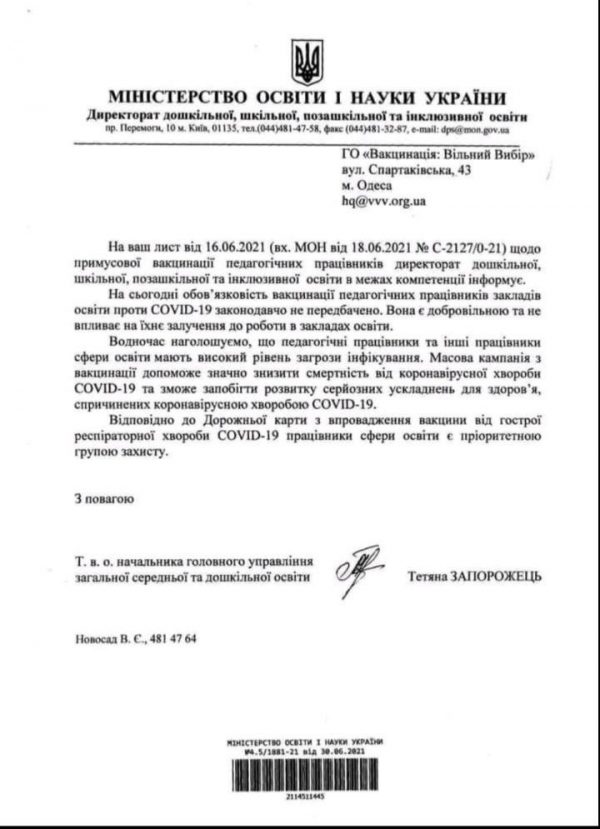 МІНІСТЕРСТВО ОСВІТИ І НАУКИ УКРАЇНИ
Директорат дошкільної, шкільної, позашкільної та інклюзивної освіти
пр. Перемоги, 10 м. Київ, 01135, тел.(044)481-47-58, факс (044)481-32-87, e-mail: dps@mon.gov.ua
ГО «Вакцинація: Вільний Вибір»
вул. Спартаківська, 43
м. Одеса
hq@vvv.org.ua
На ваш лист від 16.06.2021 (вх. МОН від 18.06.2021 № С-2127/0-21) щодо
примусової вакцинації педагогічних працівників директорат дошкільної,
шкільної, позашкільної та інклюзивної освіти в межах компетенції інформує.
На сьогодні обов’язковість вакцинації педагогічних працівників закладів
освіти проти COVID-19 законодавчо не передбачено. Вона є добровільною та не
впливає на їхнє залучення до роботи в закладах освіти.
Водночас наголошуємо, що педагогічні працівники та інші працівники
сфери освіти мають високий рівень загрози інфікування. Масова кампанія з
вакцинації допоможе значно знизити смертність від коронавірусної хвороби
COVID-19 та зможе запобігти розвитку серйозних ускладнень для здоров’я,
спричинених коронавірусною хворобою COVID-19.
Відповідно до Дорожньої карти з впровадження вакцини від гострої
респіраторної хвороби COVID-19 працівники сфери освіти є пріоритетною
групою захисту.
З повагою
Т. в. о. начальника головного управління
загальної середньої та дошкільної освіти Тетяна ЗАПОРОЖЕЦЬ
Новосад В. Є., 481 47 64
МІНІСТЕРСТВО ОСВІТИ І НАУКИ УКРАЇНИ
№4.5/1881-21 від 30.06.2021
2114511445